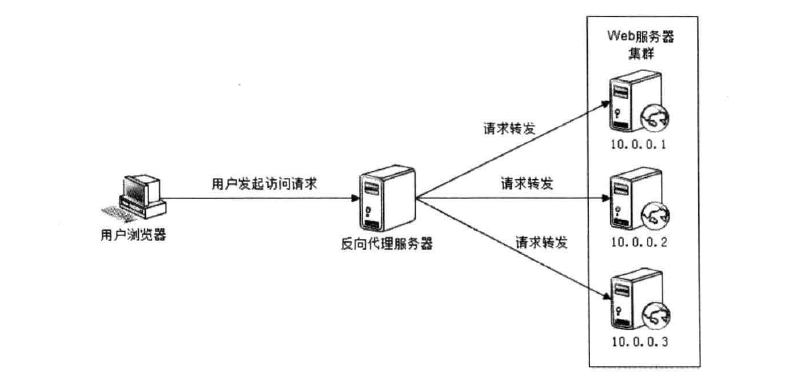 Web服务器
集群
请求转发
10.0.0.1
用户发起访问请求
请求转发
用户浏览器
反向代理服务器
10.0.0.2
请求转发
10.0.0.3